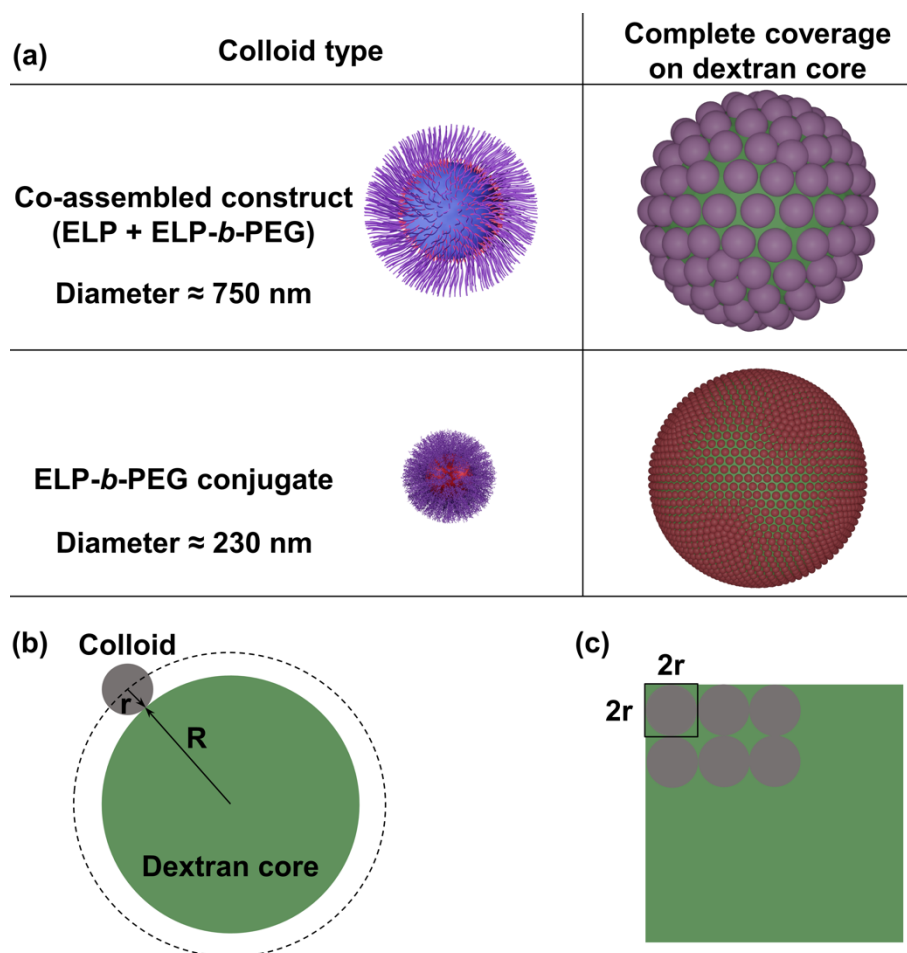 (a)
Colloid type
Complete coverage
on dextran core
Co-assembled construct
(ELP + ELP-b-PEG)
Diameter ≈ 750 nm
ELP-b-PEG conjugate
Diameter ≈ 230 nm
(b)
Colloid
r
R
Dextran core
(c)
2r
2r